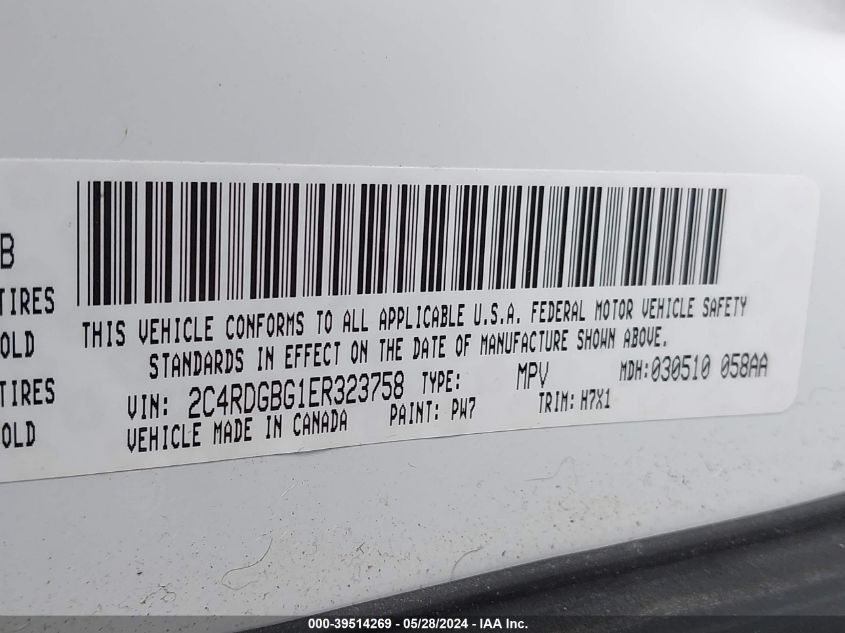 B
TIRES
THIS VEHICLE CONFORMS TO ALL APPLICABLE U.S.A. FEDERAL MOTOR VEHICLE SAFETY
OLD
STANDARDS IN EFFECT ON THE DATE OF MANUFACTURE SHOWN ABOVE.
TIRES
VIN: 2C4RDGBG1ER323758 TYPE: MPV MDH:030510 058AA
OLD
VEHICLE MADE IN CANADA PAINT: PW7 TRIM: H7X1
000-39514269 / 05/28/2024 - IAA Inc.